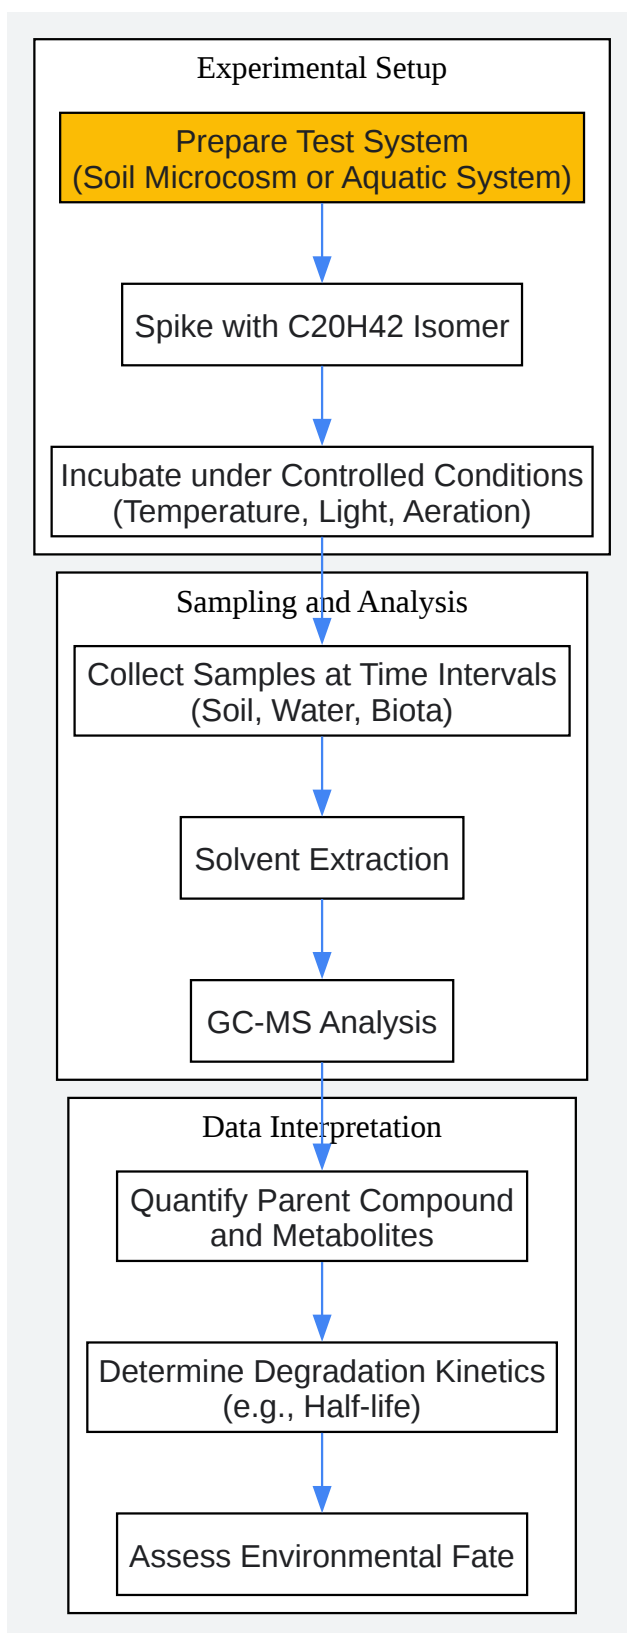 Experimental Setup
Prepare Test System
(Soil Microcosm or Aquatic System)
Spike with C20H42 Isomer
Incubate under Controlled Conditions
(Temperature, Light, Aeration)
Sampling and Analysis
Collect Samples at Time Intervals
(Soil, Water, Biota)
Solvent Extraction
GC-MS Analysis
Data Interpretation
Quantify Parent Compound
and Metabolites
Determine Degradation Kinetics
(e.g., Half-life)
Assess Environmental Fate